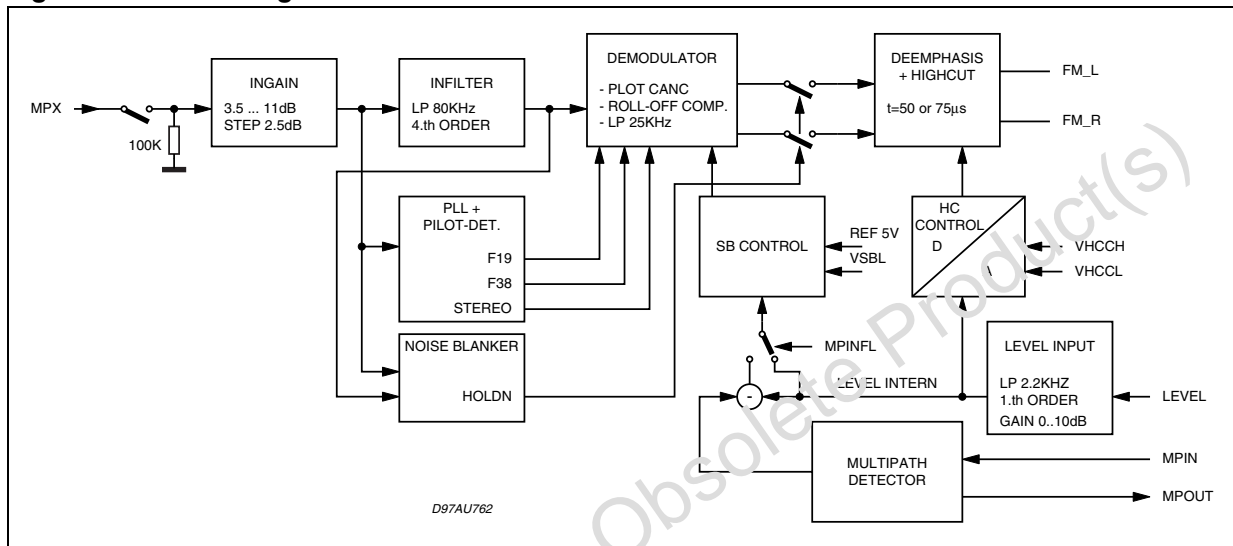 MPX
100K
INGAIN
3.5 ... 11dB
STEP 2.5dB
INFILTER
LP 80KHz
4.th ORDER
DEMODULATOR
- PLOT CANC
- ROLL-OFF COMP.
- LP 25KHz
DEEMPHASIS
+ HIGHCUT
t=50 or 75µs
FM_L
FM_R
PLL +
PILOT-DET.
F19
F38
STEREO
NOISE BLANKER
HOLDN
SB CONTROL
REF 5V
VSBL
HC
CONTROL
D
A
VHCCH
VHCCL
MPINFL
LEVEL INTERN
-
LEVEL INPUT
LP 2.2KHZ
1.th ORDER
GAIN 0..10dB
LEVEL
MULTIPATH
DETECTOR
MPIN
MPOUT
D97AU762
Obsolete Product(s)